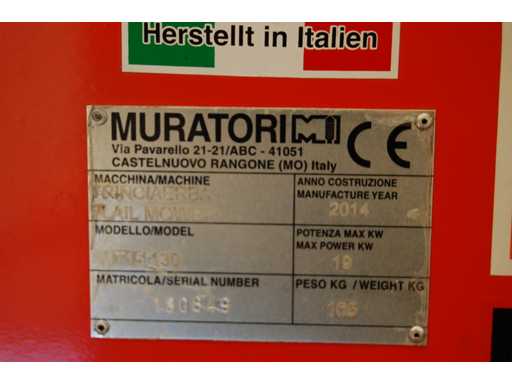 Herstellt in Italien
MURATORI M CE
Via Pavarello 21-21/ABC - 41051
CASTELNUOVO RANGONE (MO) Italy
MACCHINA/MACHINE
TRINCIAERBA
FLAIL MOWER
ANNO COSTRUZIONE
MANUFACTURE YEAR
2014
MODELLO/MODEL
POTENZA MAX KW
MAX POWER KW
19
MATRICOLA/SERIAL NUMBER
PESO KG / WEIGHT KG